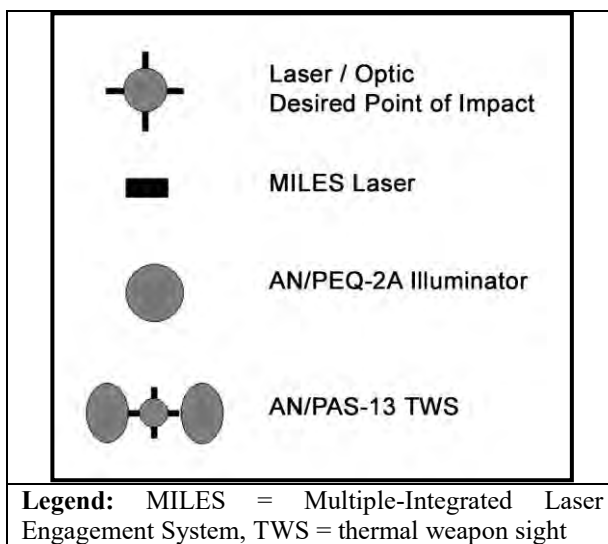 Laser / Optic
Desired Point of Impact
MILES Laser
AN/PEQ-2A Illuminator
AN/PAS-13 TWS
Legend: MILES = Multiple-Integrated Laser
Engagement System, TWS = thermal weapon sight